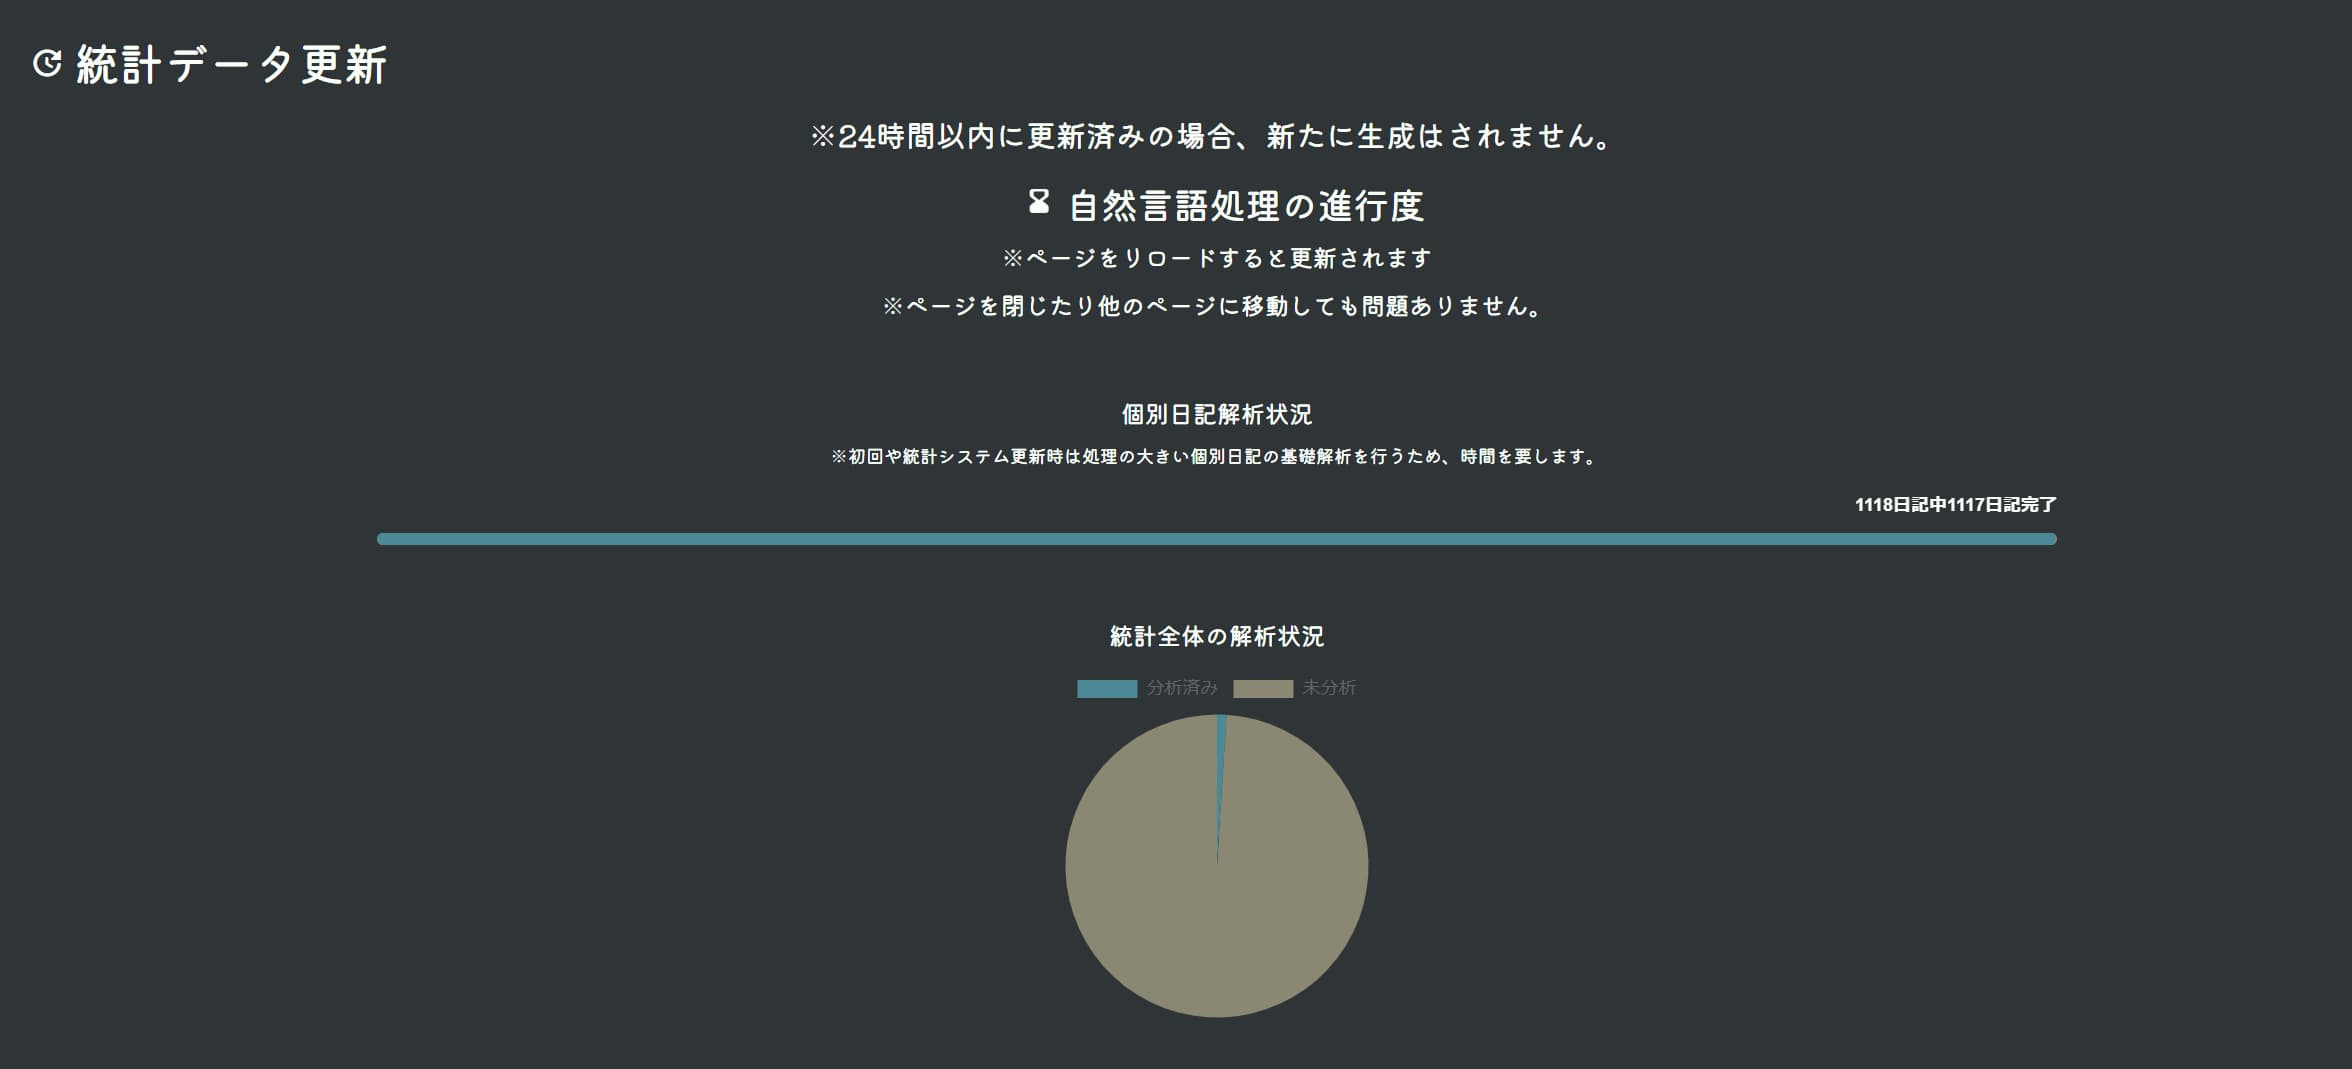 統計データ更新
※24時間以内に更新済みの場合、新たに生成はされません。
自然言語処理の進行度
※ページをリロードすると更新されます
※ページを閉じたり他のページに移動しても問題ありません。
個別日記解析状況
※初回や統計システム更新時は処理の大きい個別日記の基礎解析を行うため、時間を要します。
1118日記中1117日記完了
統計全体の解析状況
分析済み 未分析